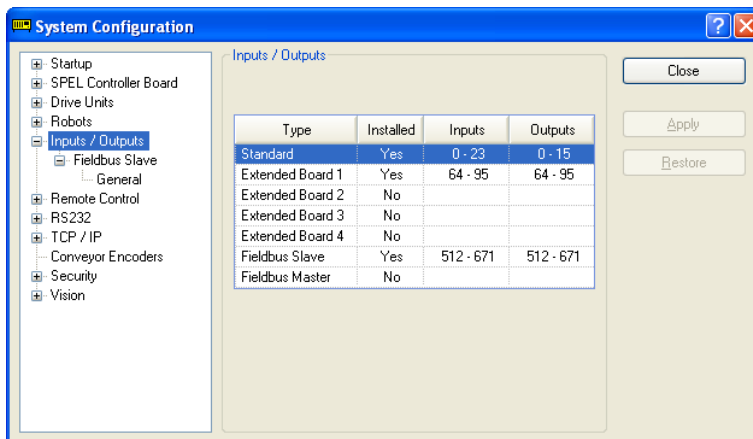 System Configuration
Startup
SPEL Controller Board
Drive Units
Robots
Inputs / Outputs
Fieldbus Slave
General
Remote Control
RS232
TCP / IP
Conveyor Encoders
Security
Vision
Inputs / Outputs
Type Installed Inputs Outputs
Standard Yes 0 - 23 0 - 15
Extended Board 1 Yes 64 - 95 64 - 95
Extended Board 2 No
Extended Board 3 No
Extended Board 4 No
Fieldbus Slave Yes 512 - 671 512 - 671
Fieldbus Master No
Close
Apply
Restore